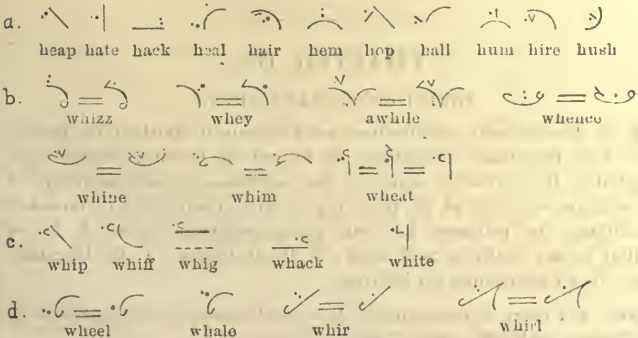 a. heap hate hack heal hair hem hop hall hum hire hush
b. whizz whey awhile whence
whine whim wheat
c. whip whiff whig whack white
d. wheel whale whir whirl